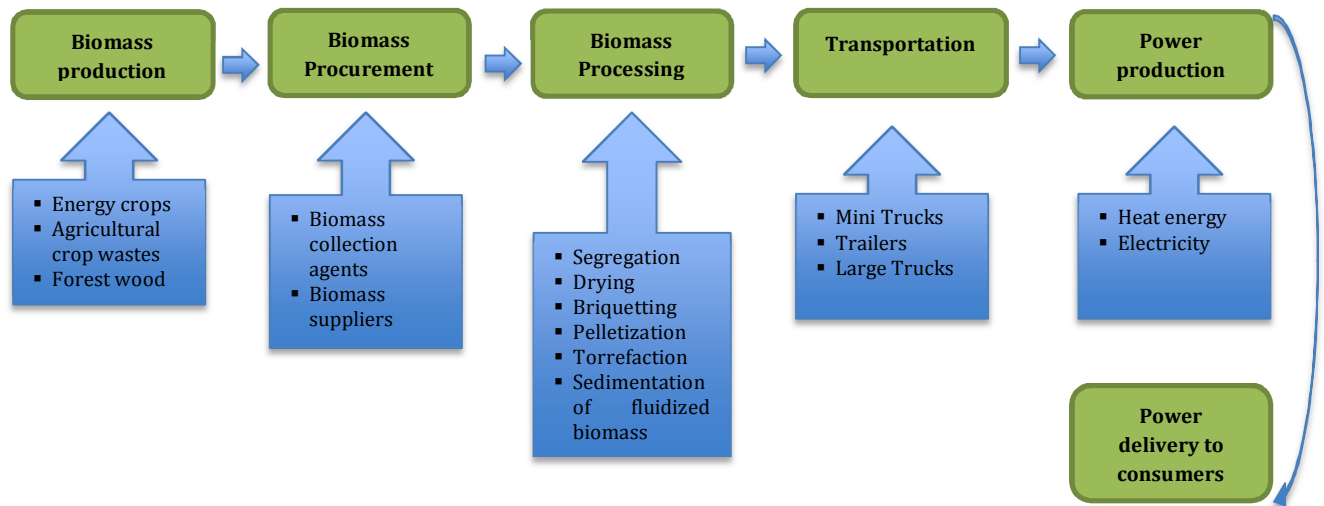 Biomass
production
Biomass
Procurement
Biomass
Processing
Transportation
Power
production
▪ Energy crops
▪ Agricultural
crop wastes
▪ Forest wood
▪ Biomass
collection
agents
▪ Biomass
suppliers
▪ Segregation
▪ Drying
▪ Briquetting
▪ Pelletization
▪ Torrefaction
▪ Sedimentation
of fluidized
biomass
▪ Mini Trucks
▪ Trailers
▪ Large Trucks
▪ Heat energy
▪ Electricity
Power
delivery to
consumers